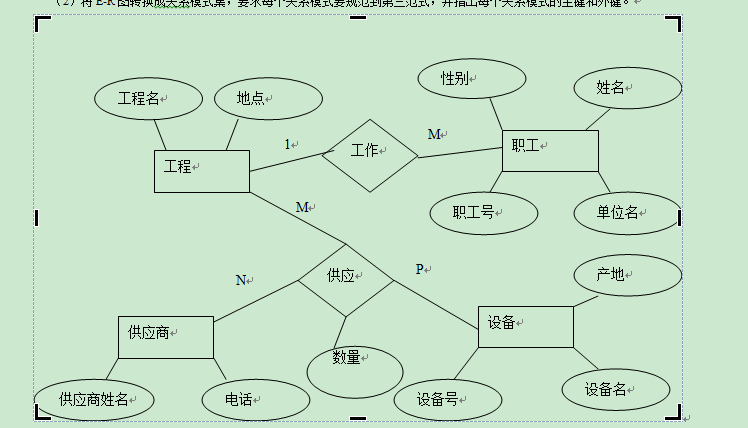 (2) 将 E-R 图转换成关系模式集，要求每个关系模式要规范到第三范式，并指出每个关系模式的主健和外健。
性别
姓名
工程名
地点
1
工作
M
职工
工程
职工号
单位名
M
产地
供应
P
N
设备
供应商
数量
供应商姓名
电话
设备号
设备名